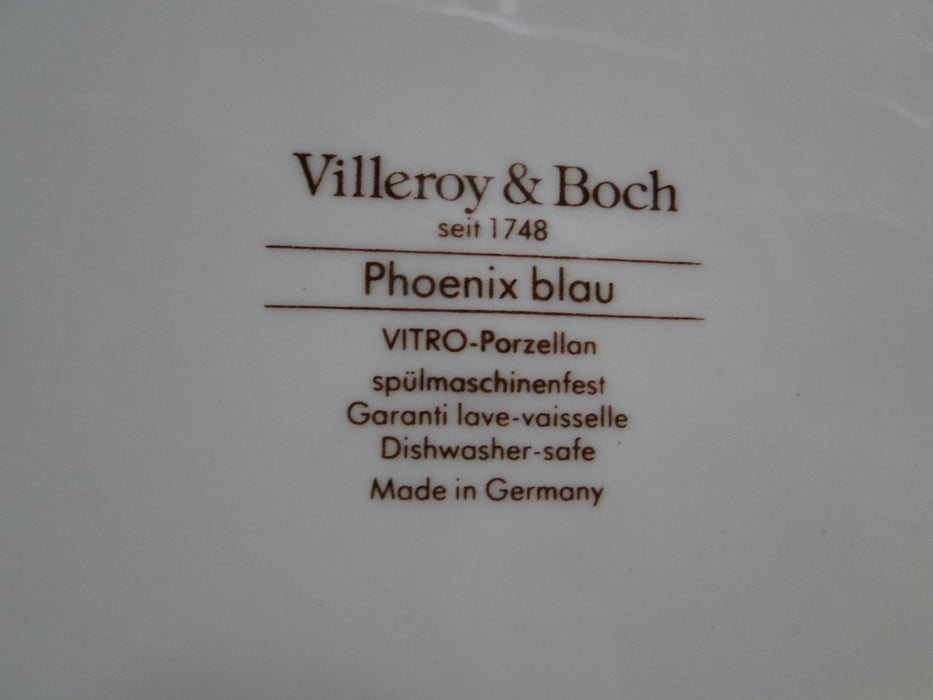 Villeroy & Boch
seit 1748
Phoenix blau
VITRO-Porzellan
spülmaschinenfest
Garanti lave-vaisselle
Dishwasher-safe
Made in Germany